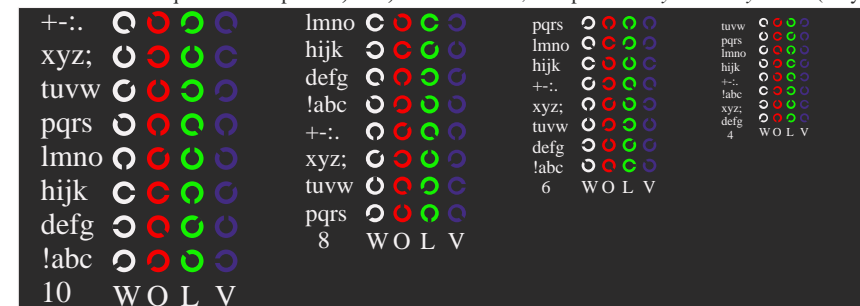 +-:.
xyz;
tuvw
pqrs
lmno
hijk
defg
!abc
10 W O L V
lmno
hijk
defg
!abc
+-:.
xyz;
tuvw
pqrs
8 W O L V
pqrs
lmno
hijk
+-:.
xyz;
tuvw
defg
!abc
6 W O L V
tuvw
pqrs
lmno
hijk
+-:.
!abc
xyz;
defg
4 W O L V